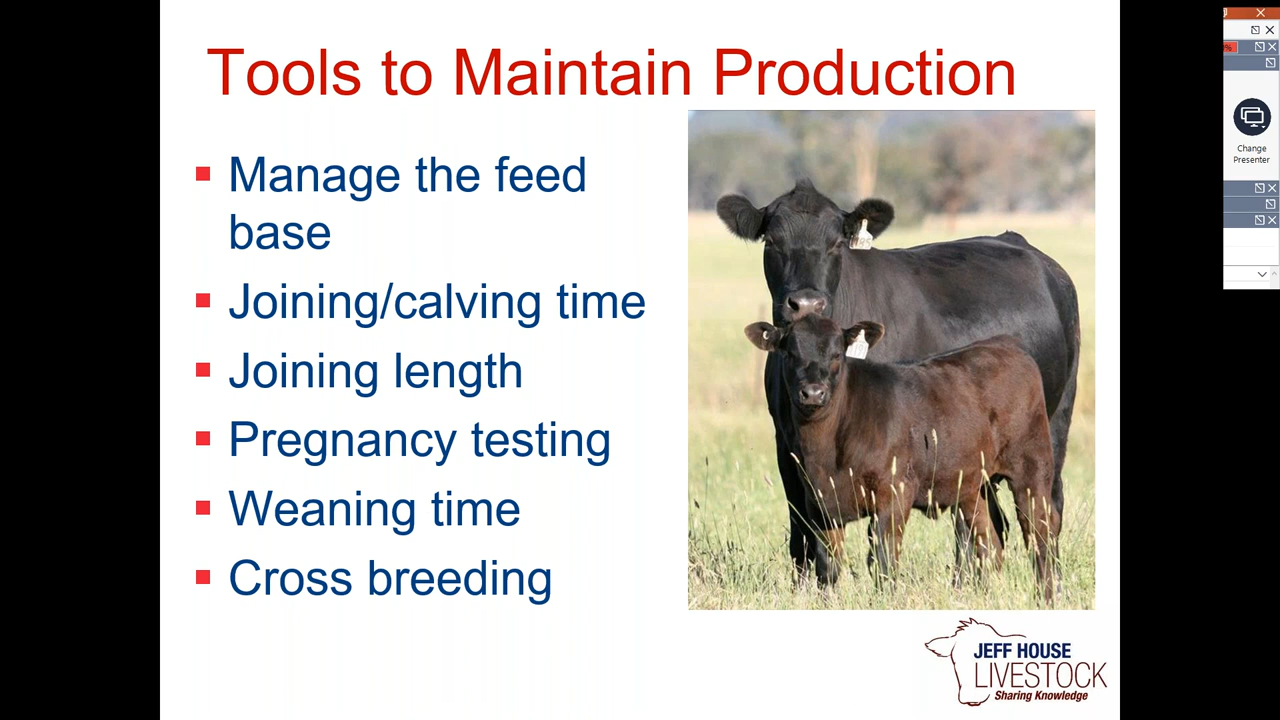 Tools to Maintain Production
Manage the feed
base
Joining/calving time
Joining length
Pregnancy testing
Weaning time
Cross breeding
JEFF HOUSE
LIVESTOCK
Sharing Knowledge
Change
Presenter